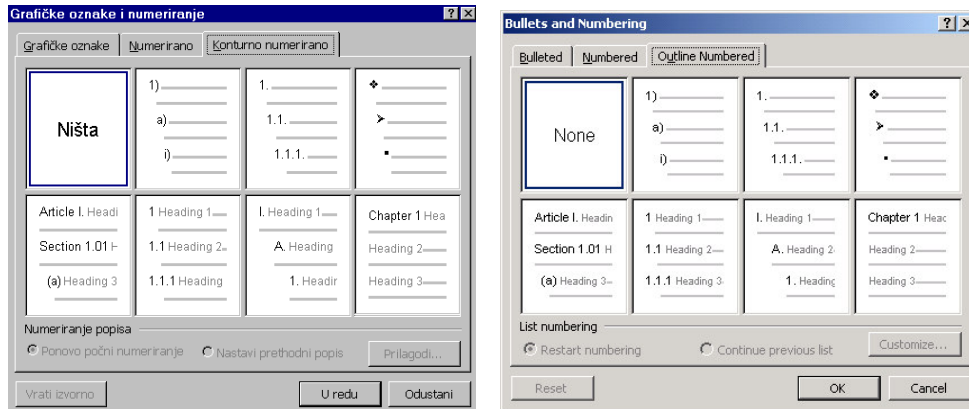 Grafičke oznake i numeriranje
Grafičke oznake Numerirano Konturno numerirano
Ništa
1)
a)
i)
1.
1.1.
1.1.1.
Article I. Headi
Section 1.01 H
(a) Heading 3
1 Heading 1
1.1 Heading 2
1.1.1 Heading
I. Heading 1
A. Heading
1. Headir
Chapter 1 Hea
Heading 2
Heading 3
Numeriranje popisa
Ponovo počni numeriranje Nastavi prethodni popis Prilagodi...
Vrati izvorno U redu Odustani
Bullets and Numbering
Bulleted Numbered Outline Numbered
None
1)
a)
i)
1.
1.1.
1.1.1.
Article I. Headin
Section 1.01 H
(a) Heading 3
1 Heading 1
1.1 Heading 2
1.1.1 Heading 3
I. Heading 1
A. Heading 2
1. Heading
Chapter 1 Head
Heading 2
Heading 3
List numbering
Restart numbering Continue previous list Customize...
Reset OK Cancel